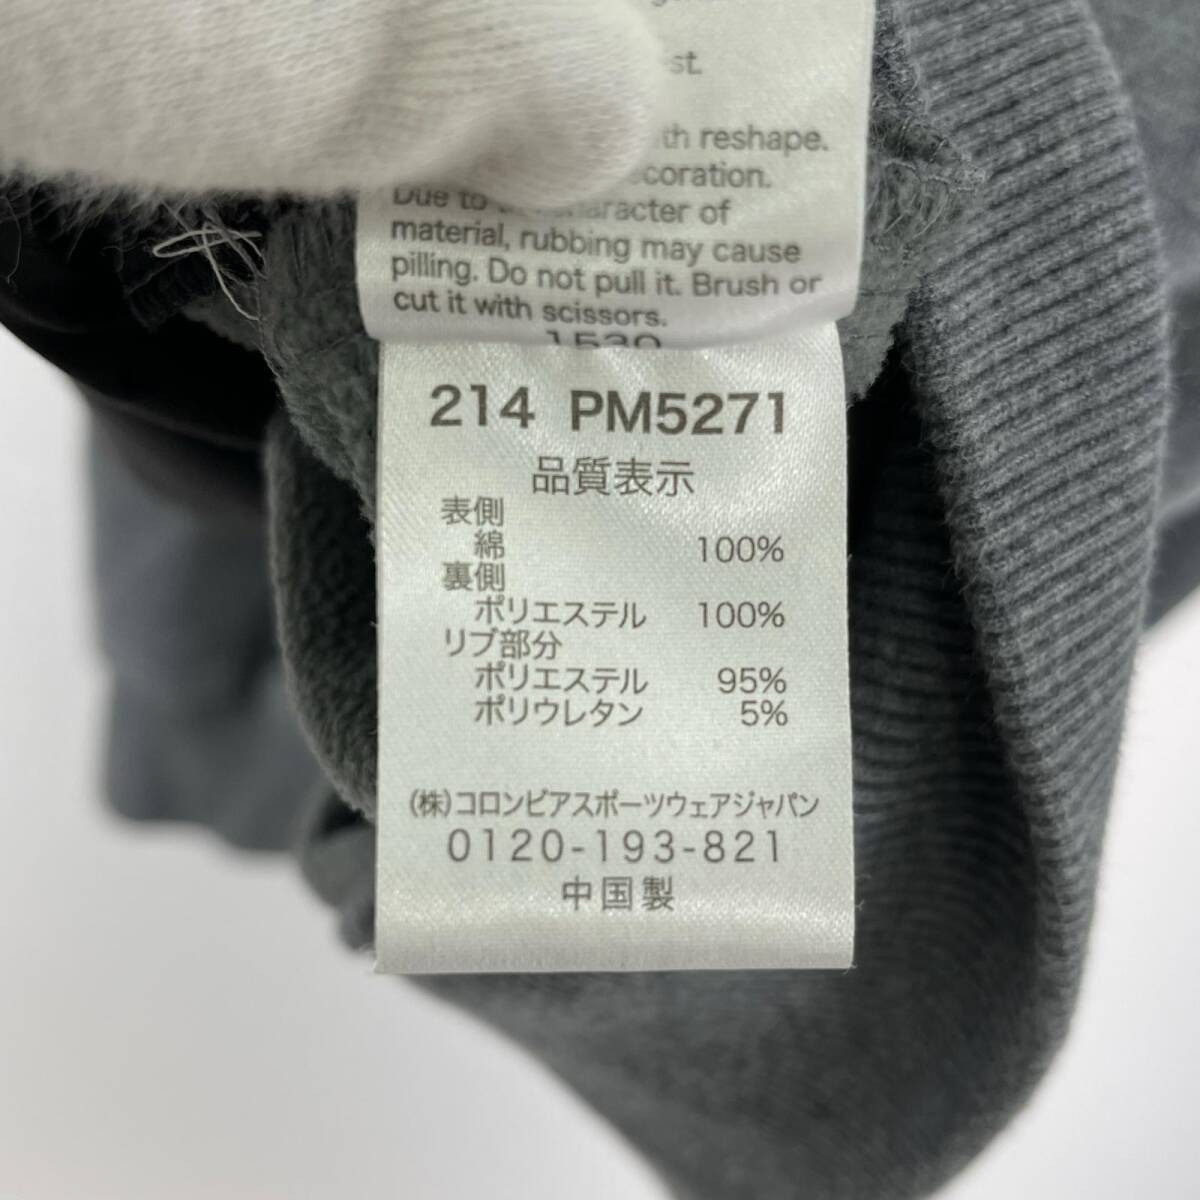 st.
reshape.
Due to character of
material, rubbing may cause
pilling. Do not pull it. Brush or
cut it with scissors.
214 PM5271
品質表示
表側
綿 100%
裏側
ポリエステル 100%
リブ部分
ポリエステル 95%
ポリウレタン 5%
(株)コロンビアスポーツウェアジャパン
0120-193-821
中国製